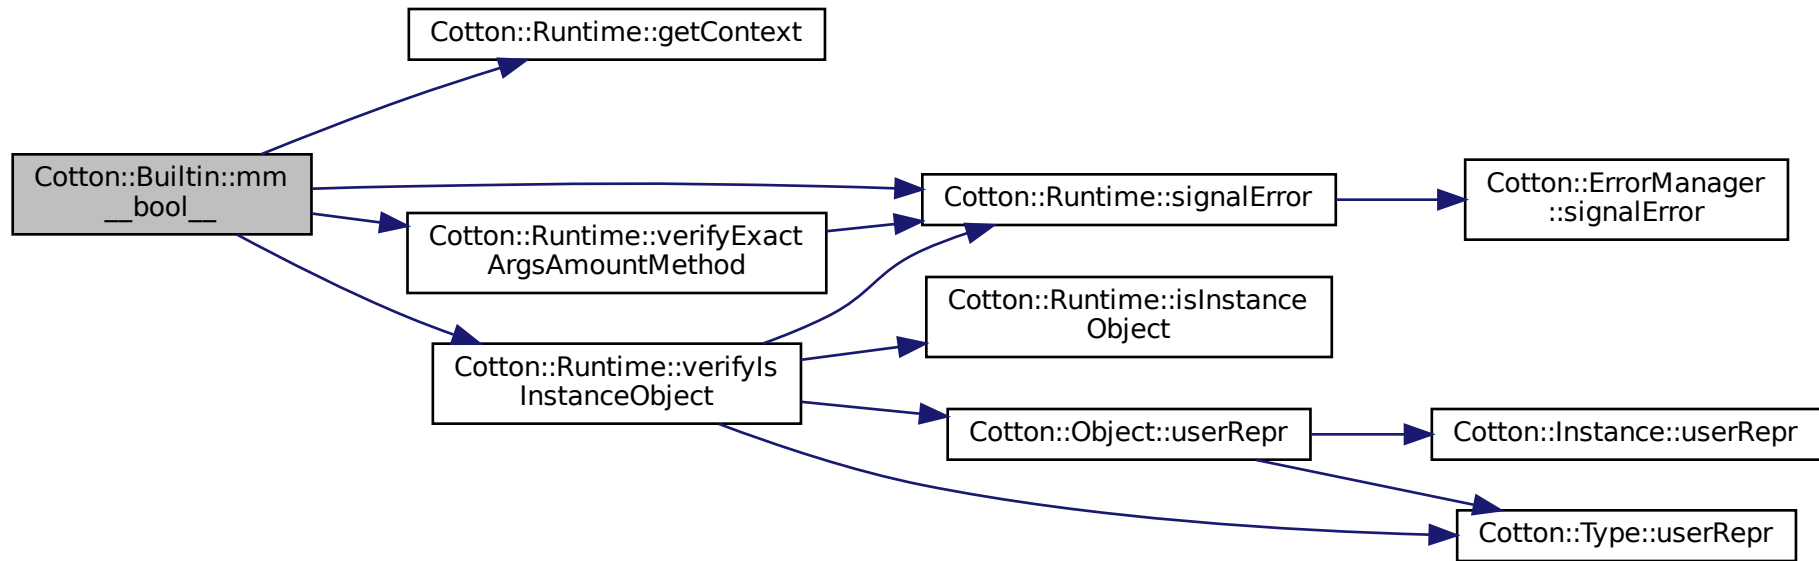 Cotton::Runtime::getContext
Cotton::Builtin::mm
__bool__
Cotton::Runtime::signalError
Cotton::ErrorManager
::signalError
Cotton::Runtime::verifyExact
ArgsAmountMethod
Cotton::Runtime::isInstance
Object
Cotton::Runtime::verifyIs
InstanceObject
Cotton::Object::userRepr
Cotton::Instance::userRepr
Cotton::Type::userRepr